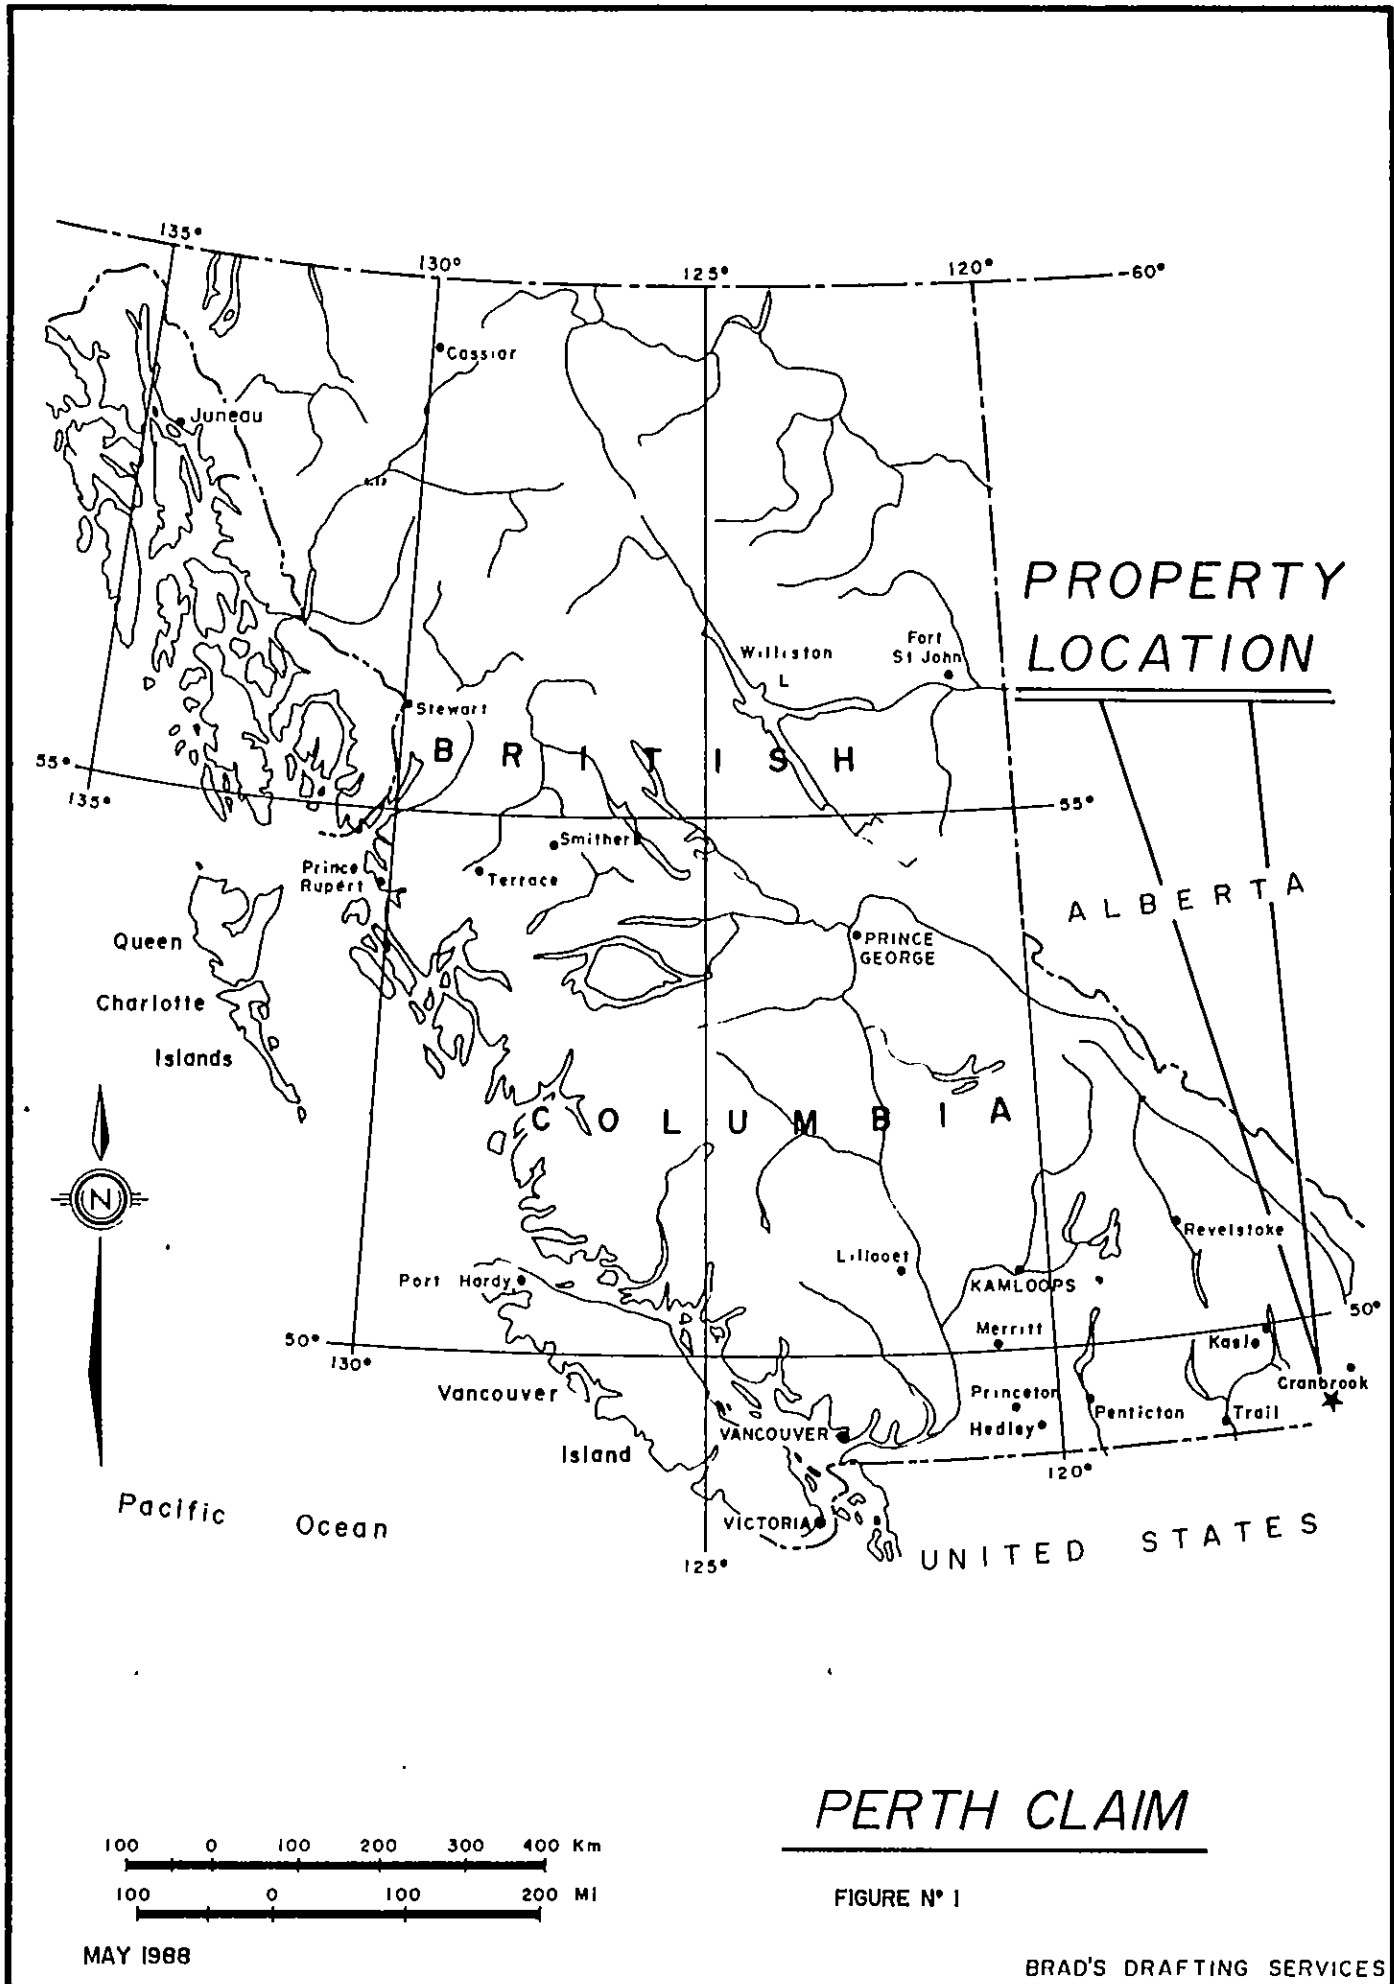 135°
130°
125°
120°
60°
Cassiar
Juneau
PROPERTY
LOCATION
Williston
L
Fort
St John
Stewart
BRITISH
55°
135°
55°
Smithers
Terrace
Prince
Rupert
ALBERTA
Queen
Charlotte
Islands
PRINCE
GEORGE
COLUMBIA
N
Revelstoke
Lillooet
KAMLOOPS
Port Hardy
50°
50°
130°
Merritt
Kaslo
Cranbrook
Vancouver
Island
Princeton
Hedley
Penticton
Trail
VANCOUVER
120°
Pacific Ocean
VICTORIA
UNITED STATES
125°
PERTH CLAIM
100 0 100 200 300 400 Km
100 0 100 200 Mi
FIGURE Nº 1
MAY 1988
BRAD'S DRAFTING SERVICES